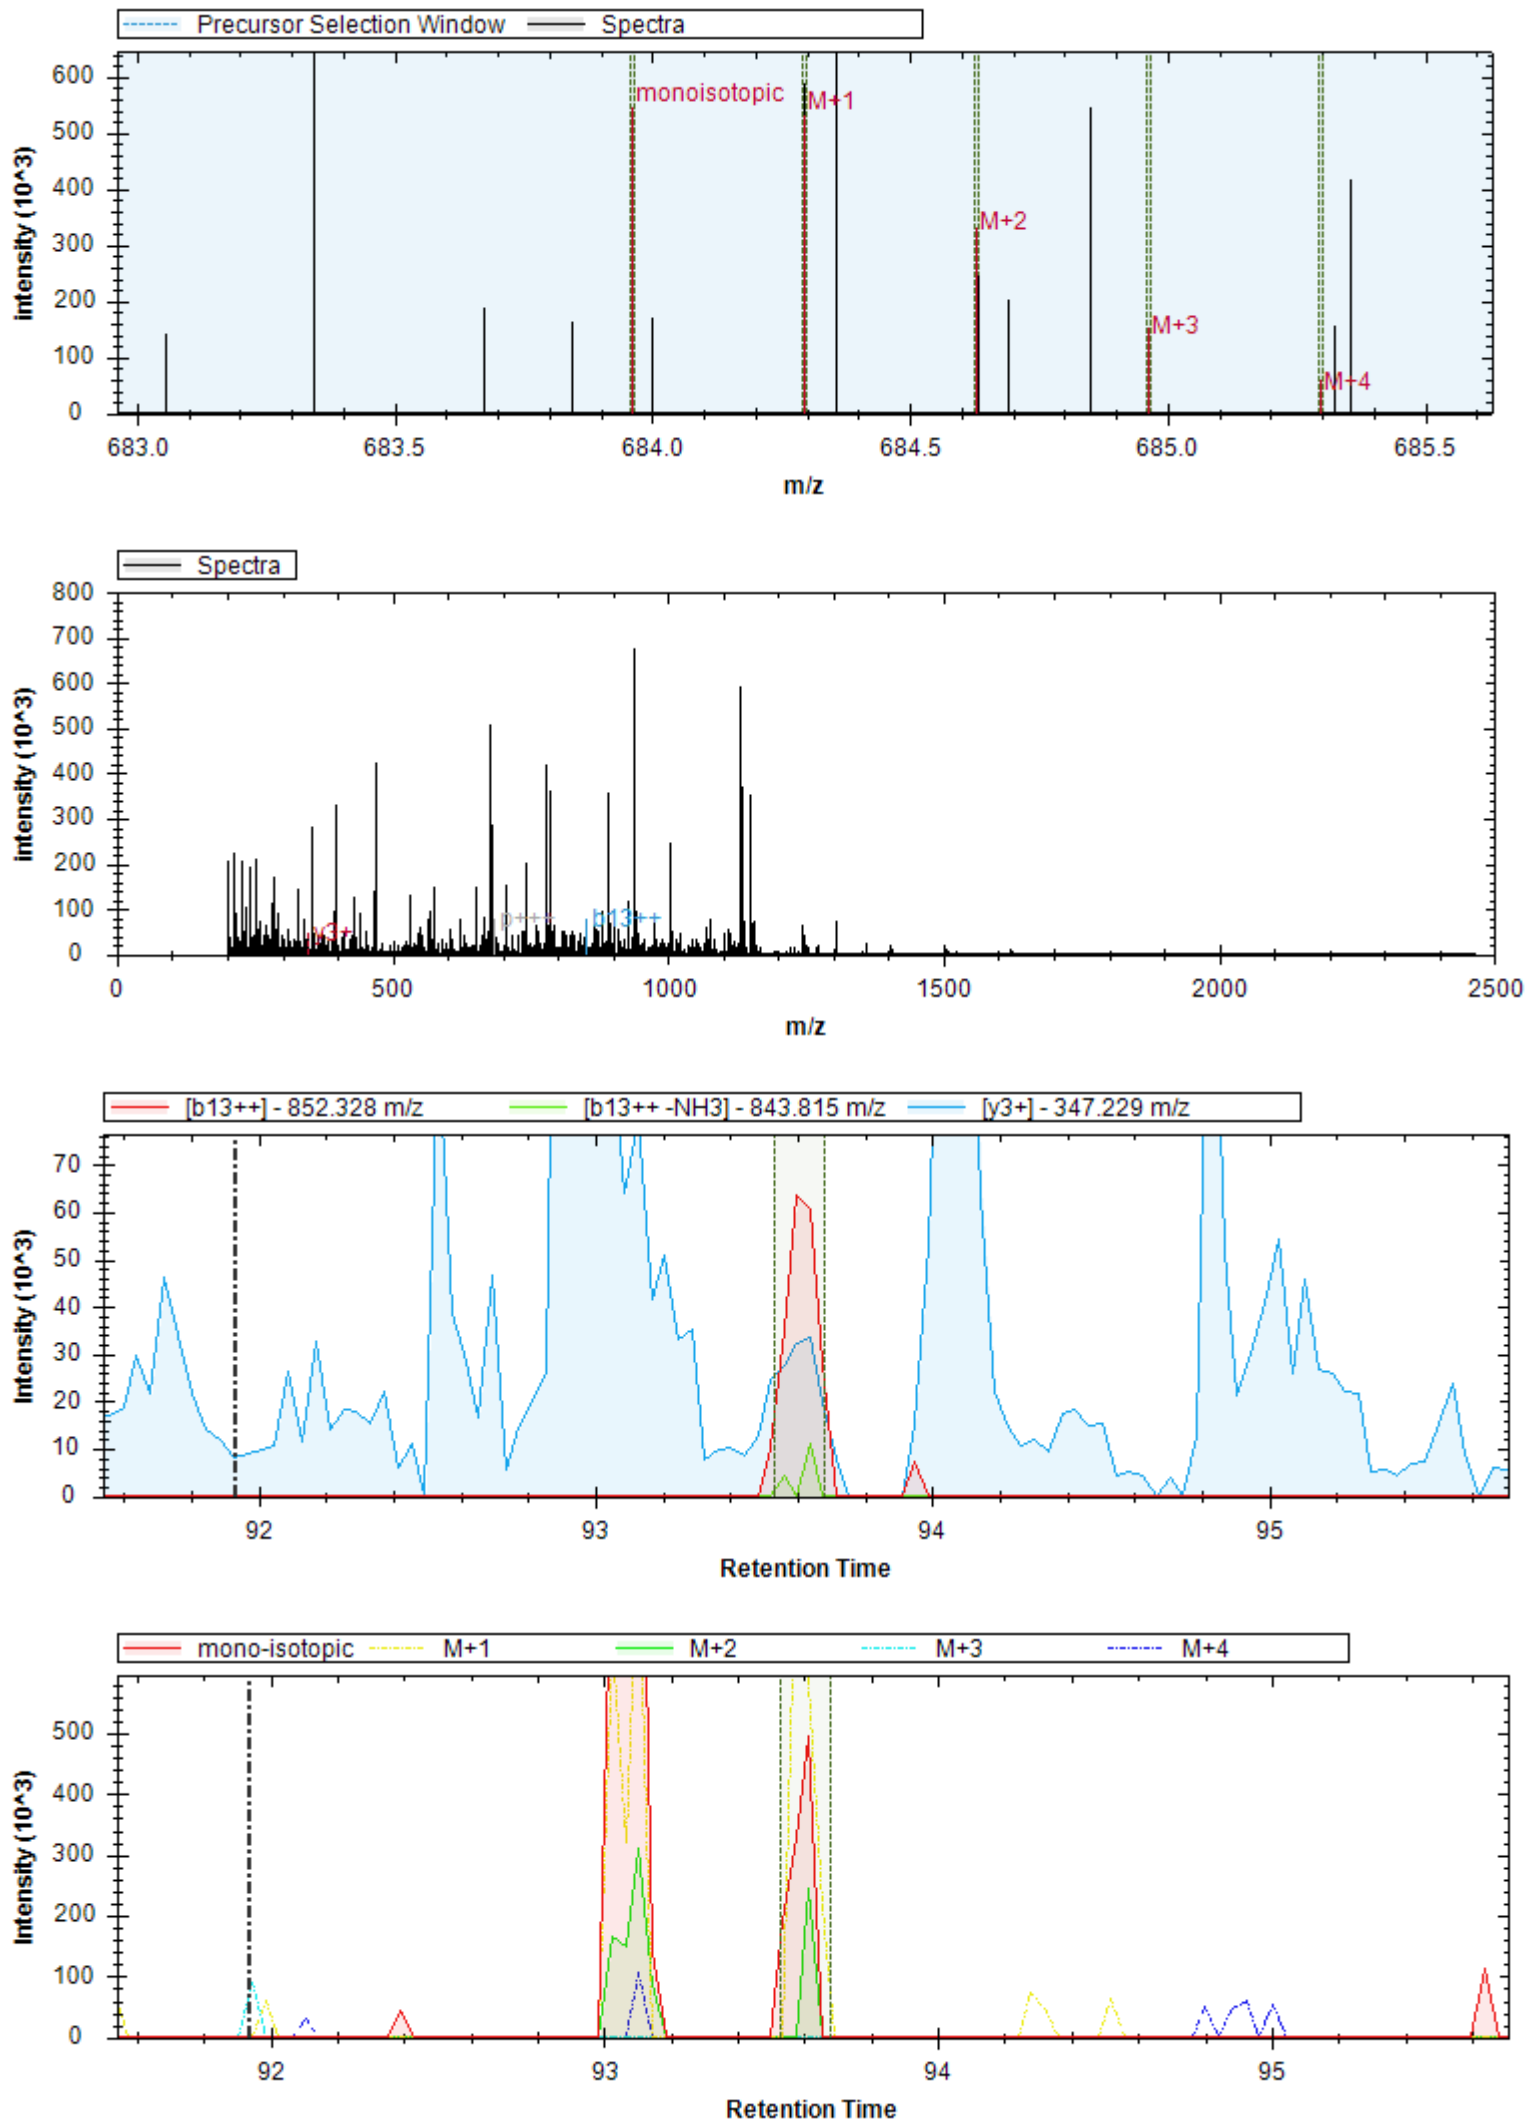 Precursor Selection Window Spectra
600
500
400
300
200
100
0
intensity (10^3)
monoisotopic
M+1
M+2
M+3
M+4
683.0 683.5 684.0 684.5 685.0 685.5
m/z
Spectra
800
700
600
500
400
300
200
100
0
intensity (10^3)
y3+
p+++
b13++
0 500 1000 1500 2000 2500
m/z
[b13++] - 852.328 m/z [b13++ -NH3] - 843.815 m/z [y3+] - 347.229 m/z
70
60
50
40
30
20
10
0
Intensity (10^3)
92 93 94 95
Retention Time
mono-isotopic M+1 M+2 M+3 M+4
500
400
300
200
100
0
Intensity (10^3)
92 93 94 95
Retention Time